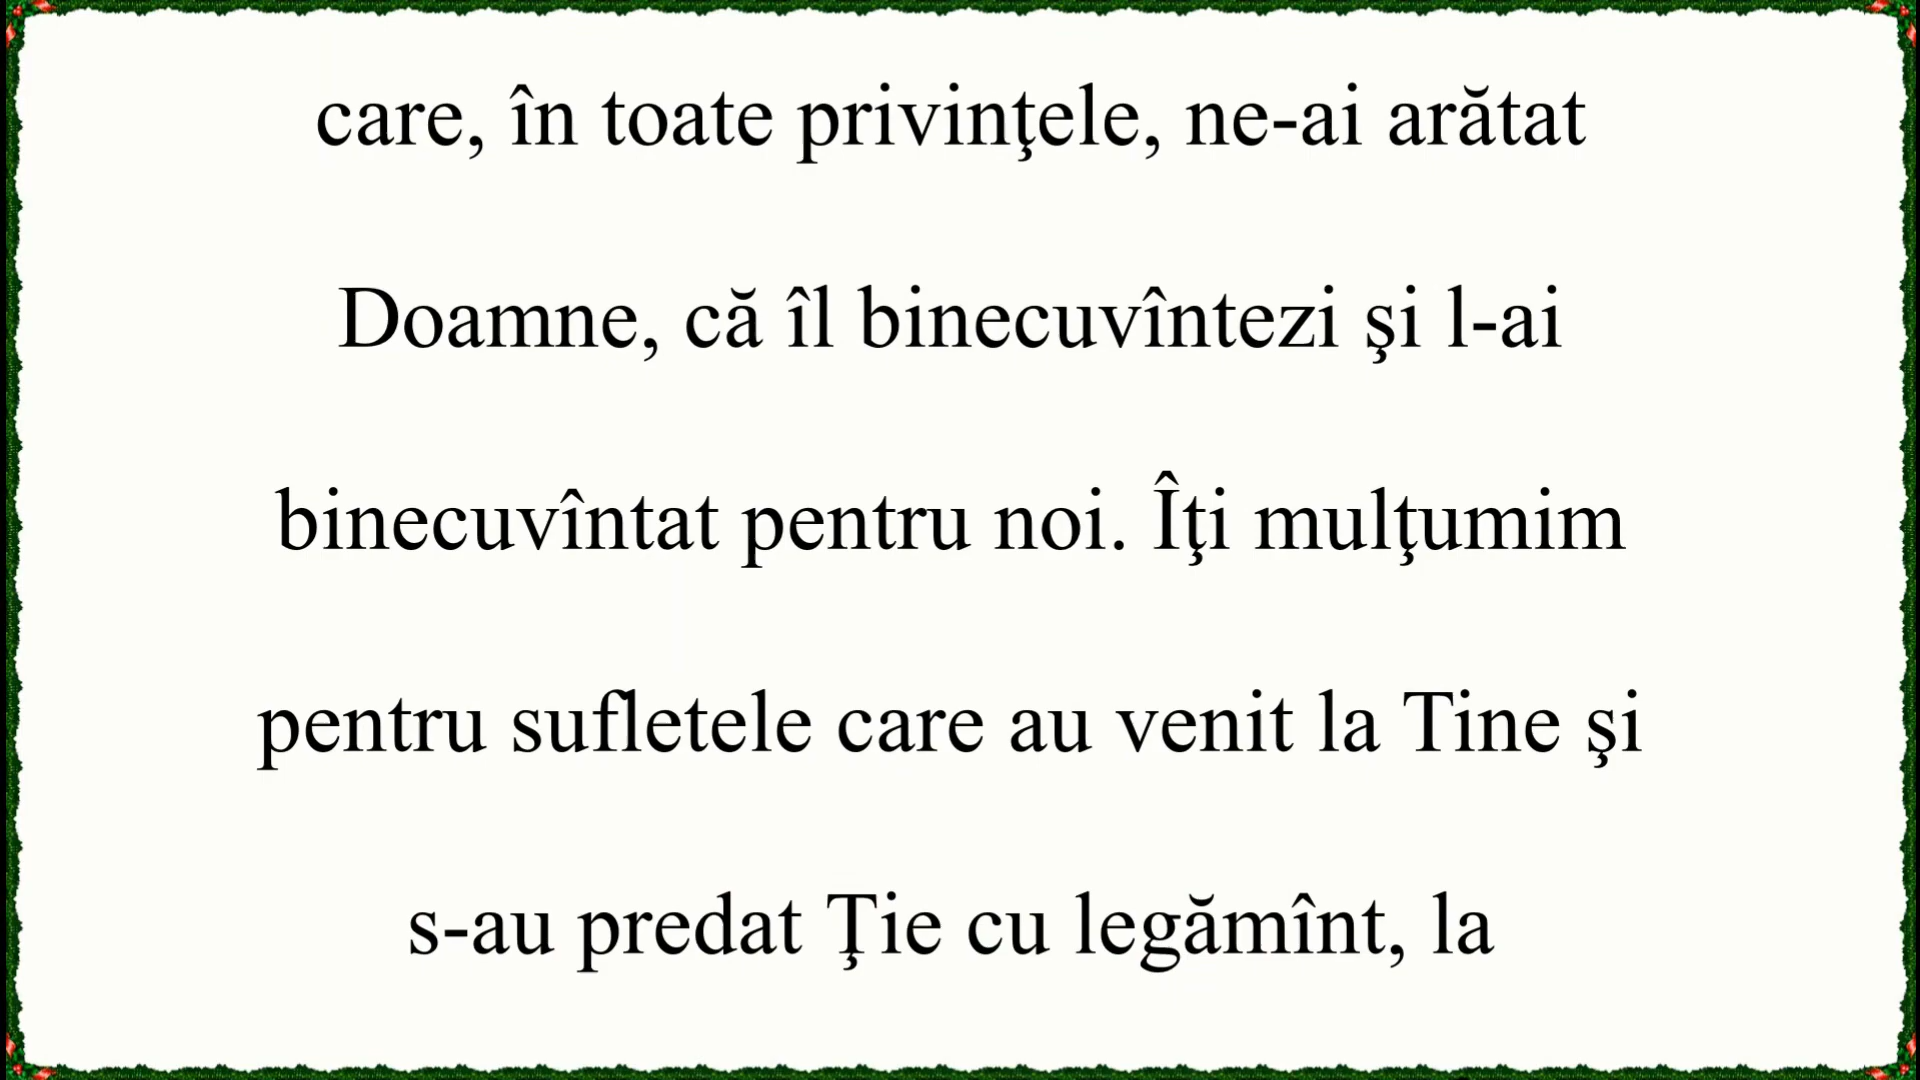 care, în toate privinţele, ne-ai arătat
Doamne, că îl binecuvîntezi şi l-ai
binecuvîntat pentru noi. Îţi mulţumim
pentru sufletele care au venit la Tine şi
s-au predat Ţie cu legămînt, la